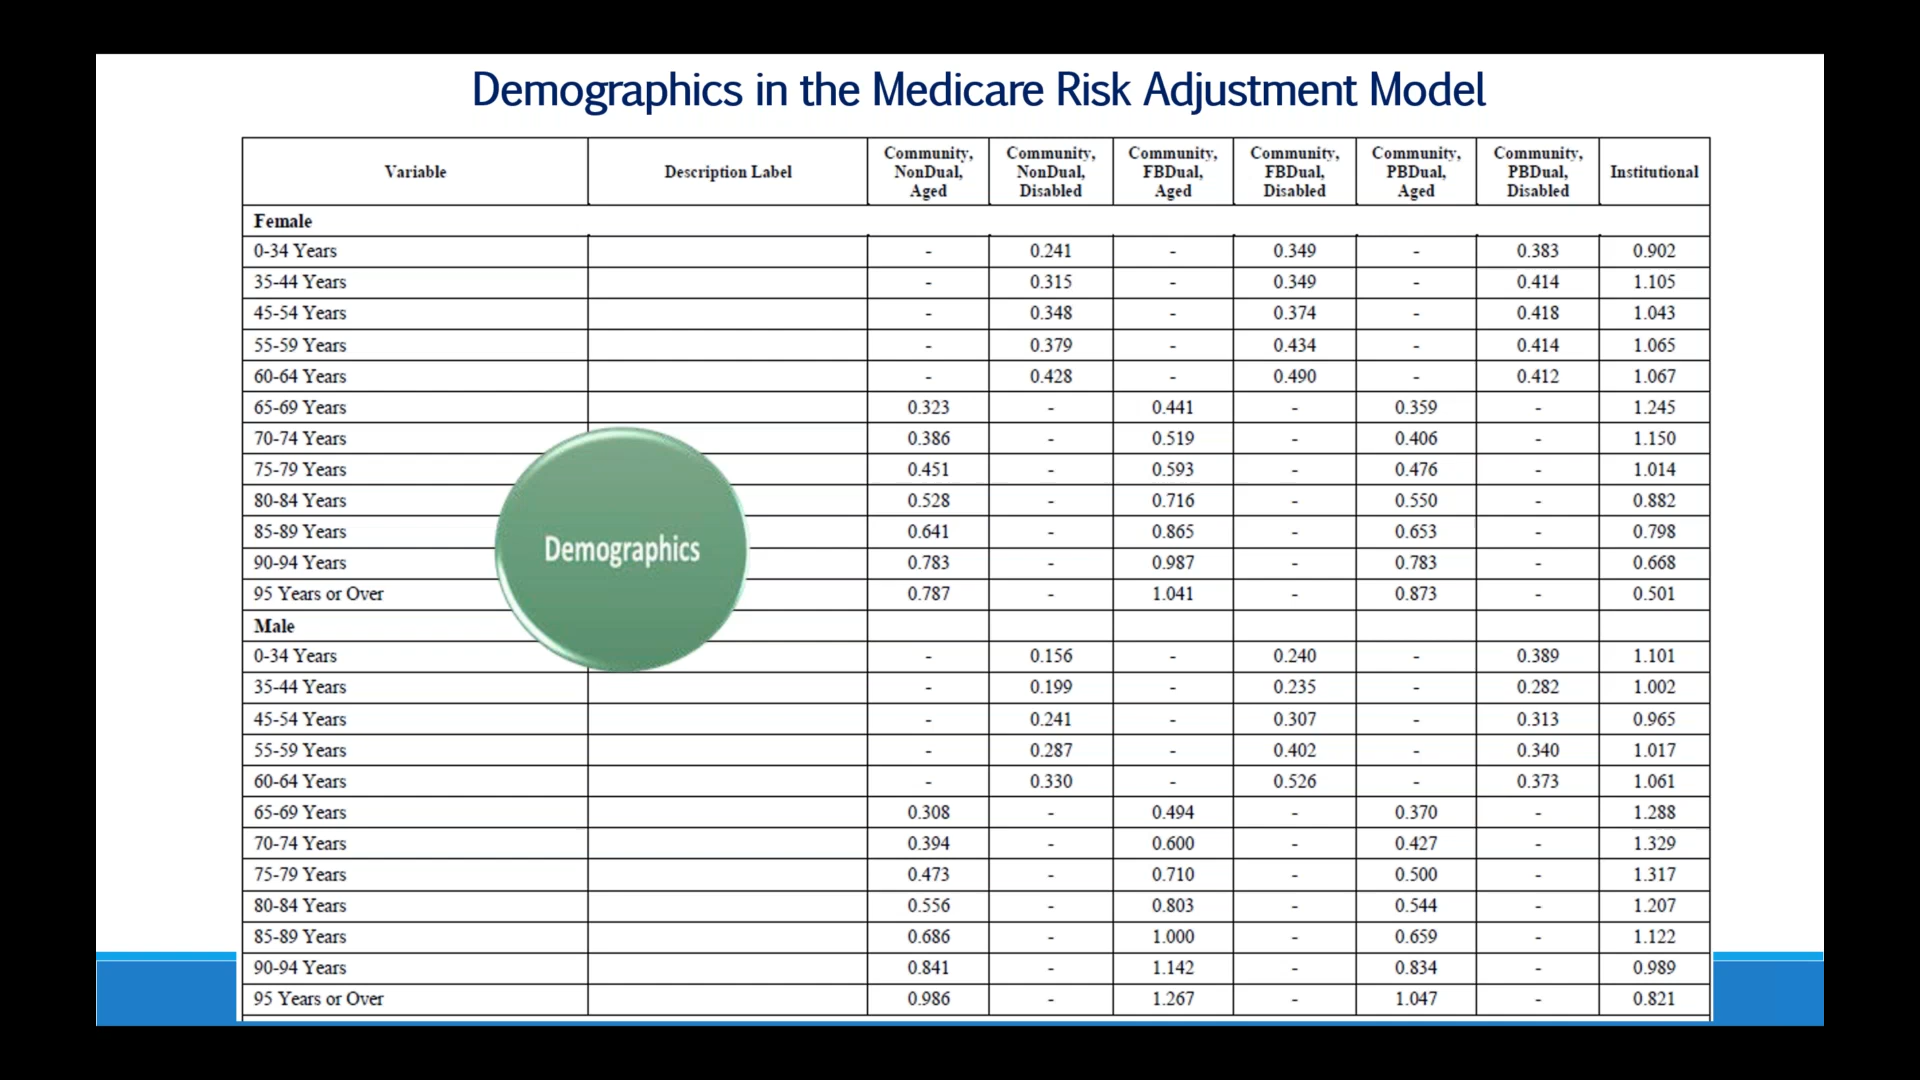 Demographics in the Medicare Risk Adjustment Model
Variable Description Label Community, NonDual, Aged Community, NonDual, Disabled Community, FBDual, Aged Community, FBDual, Disabled Community, PBDual, Aged Community, PBDual, Disabled Institutional
Female
0-34 Years - 0.241 - 0.349 - 0.383 0.902
35-44 Years - 0.315 - 0.349 - 0.414 1.105
45-54 Years - 0.348 - 0.374 - 0.418 1.043
55-59 Years - 0.379 - 0.434 - 0.414 1.065
60-64 Years - 0.428 - 0.490 - 0.412 1.067
65-69 Years 0.323 - 0.441 - 0.359 - 1.245
70-74 Years 0.386 - 0.519 - 0.406 - 1.150
75-79 Years 0.451 - 0.593 - 0.476 - 1.014
80-84 Years 0.528 - 0.716 - 0.550 - 0.882
85-89 Years 0.641 - 0.865 - 0.653 - 0.798
Demographics
90-94 Years 0.783 - 0.987 - 0.783 - 0.668
95 Years or Over 0.787 - 1.041 - 0.873 - 0.501
Male
0-34 Years - 0.156 - 0.240 - 0.389 1.101
35-44 Years - 0.199 - 0.235 - 0.282 1.002
45-54 Years - 0.241 - 0.307 - 0.313 0.965
55-59 Years - 0.287 - 0.402 - 0.340 1.017
60-64 Years - 0.330 - 0.526 - 0.373 1.061
65-69 Years 0.308 - 0.494 - 0.370 - 1.288
70-74 Years 0.394 - 0.600 - 0.427 - 1.329
75-79 Years 0.473 - 0.710 - 0.500 - 1.317
80-84 Years 0.556 - 0.803 - 0.544 - 1.207
85-89 Years 0.686 - 1.000 - 0.659 - 1.122
90-94 Years 0.841 - 1.142 - 0.834 - 0.989
95 Years or Over 0.986 - 1.267 - 1.047 - 0.821